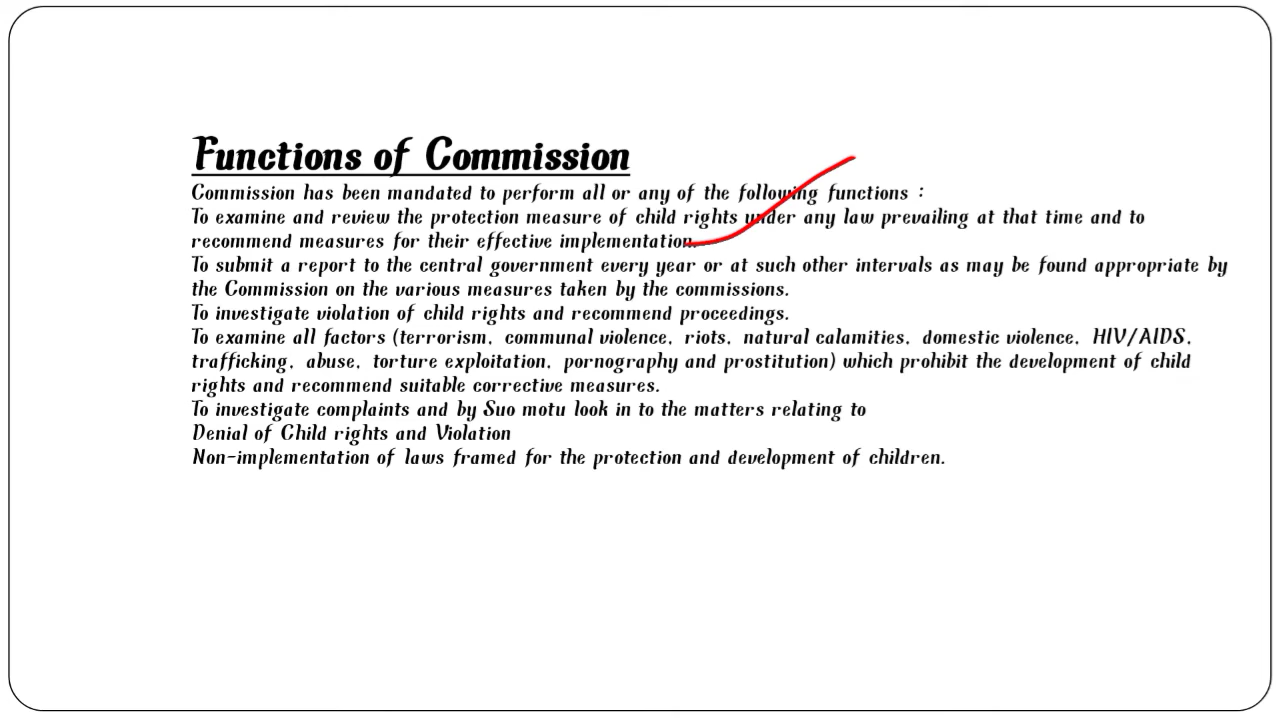 Functions of Commission
Commission has been mandated to perform all or any of the following functions :
To examine and review the protection measure of child rights under any law prevailing at that time and to
recommend measures for their effective implementation.
To submit a report to the central government every year or at such other intervals as may be found appropriate by
the Commission on the various measures taken by the commissions.
To investigate violation of child rights and recommend proceedings.
To examine all factors (terrorism, communal violence, riots, natural calamities, domestic violence, HIV/AIDS,
trafficking, abuse, torture exploitation, pornography and prostitution) which prohibit the development of child
rights and recommend suitable corrective measures.
To investigate complaints and by Suo motu look in to the matters relating to
Denial of Child rights and Violation
Non-implementation of laws framed for the protection and development of children.